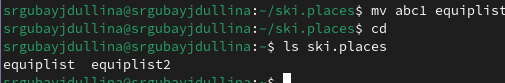 srgubayjdullina@srgubayjdullina:~/ski.places$ mv abc1 equiplist
srgubayjdullina@srgubayjdullina:~/ski.places$ cd
srgubayjdullina@srgubayjdullina:~$ ls ski.places
equiplist  equiplist2
srgubayjdullina@srgubayjdullina:~$